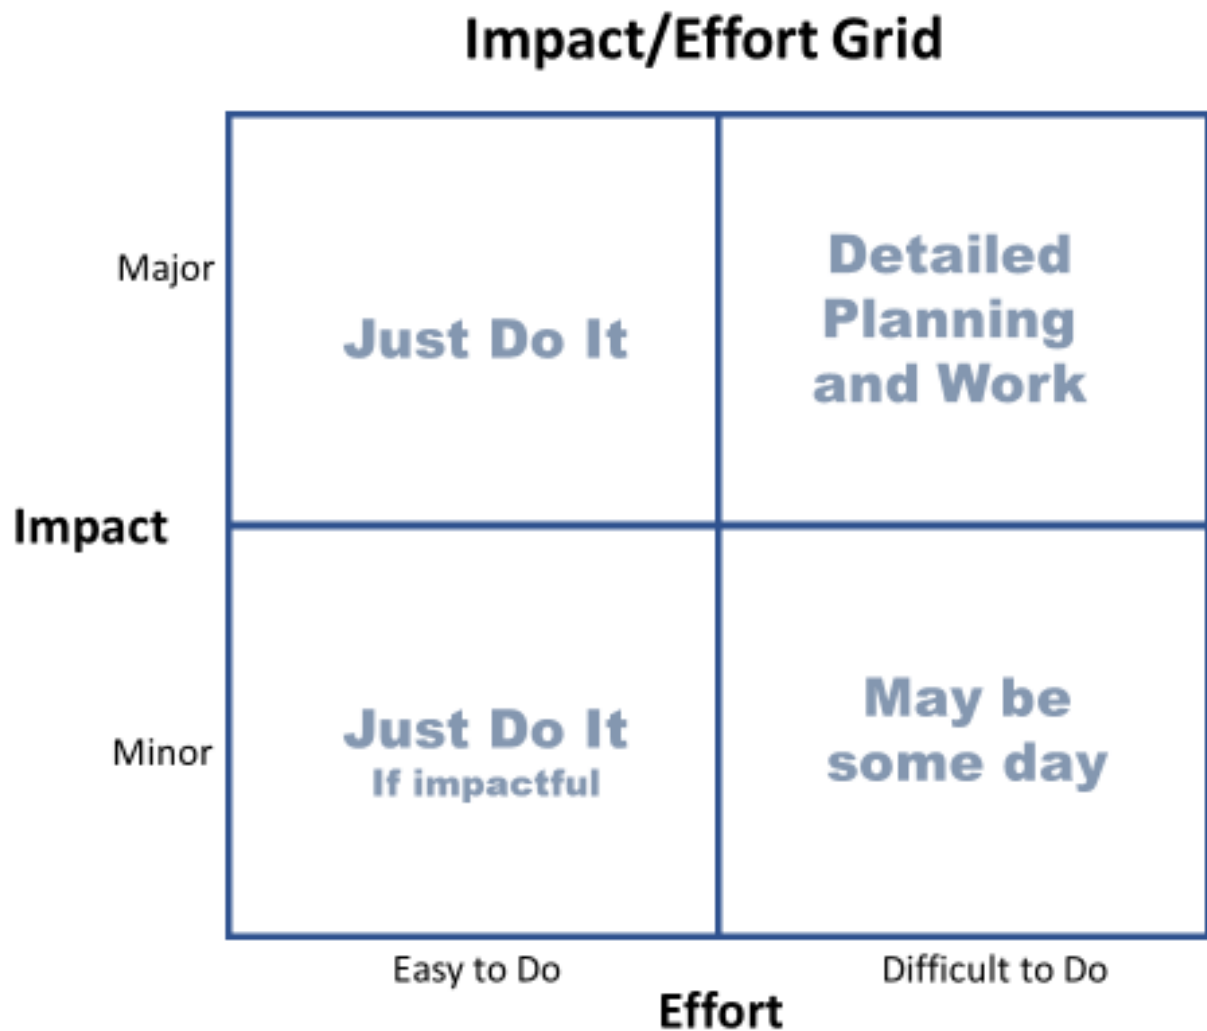 Impact/Effort Grid
Major
Just Do It
Detailed
Planning
and Work
Impact
Minor
Just Do It
If impactful
May be
some day
Easy to Do
Difficult to Do
Effort